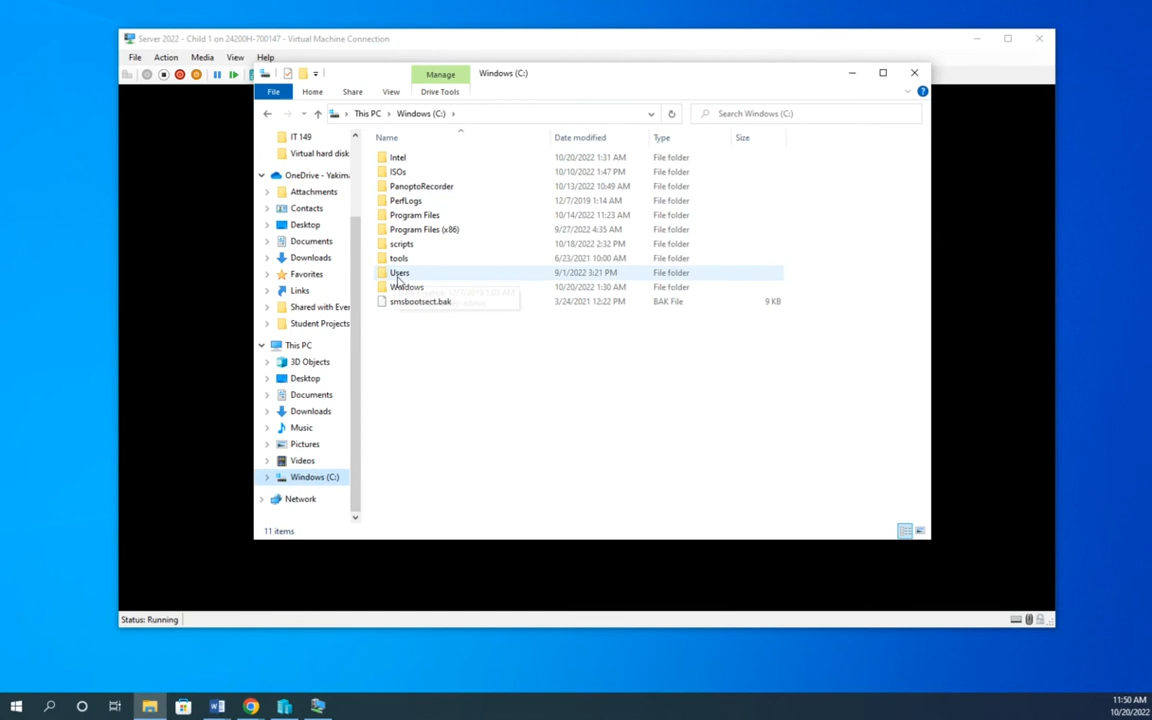 Server 2022 - Child 1 on 24200H-700147 - Virtual Machine Connection
File Action Media View Help
Manage Windows (C:)
File Home Share View Drive Tools
This PC > Windows (C:) >
Search Windows (C:)
Name Date modified Type Size
IT 149
Virtual hard disk
OneDrive - Yakima
Attachments
Contacts
Desktop
Documents
Downloads
Favorites
Links
Shared with Ever
Student Projects
This PC
3D Objects
Desktop
Documents
Downloads
Music
Pictures
Videos
Windows (C:)
Network
Intel 10/20/2022 1:31 AM File folder
ISOs 10/10/2022 1:47 PM File folder
PanoptoRecorder 10/13/2022 10:49 AM File folder
PerfLogs 12/7/2019 1:14 AM File folder
Program Files 10/14/2022 11:23 AM File folder
Program Files (x86) 9/27/2022 4:35 AM File folder
scripts 10/18/2022 2:32 PM File folder
tools 6/23/2021 10:00 AM File folder
Users 9/1/2022 3:21 PM File folder
Windows 10/20/2022 1:30 AM File folder
smsbootsect.bak 3/24/2021 12:22 PM BAK File 9 KB
11 items
Status: Running
11:50 AM
10/20/2022